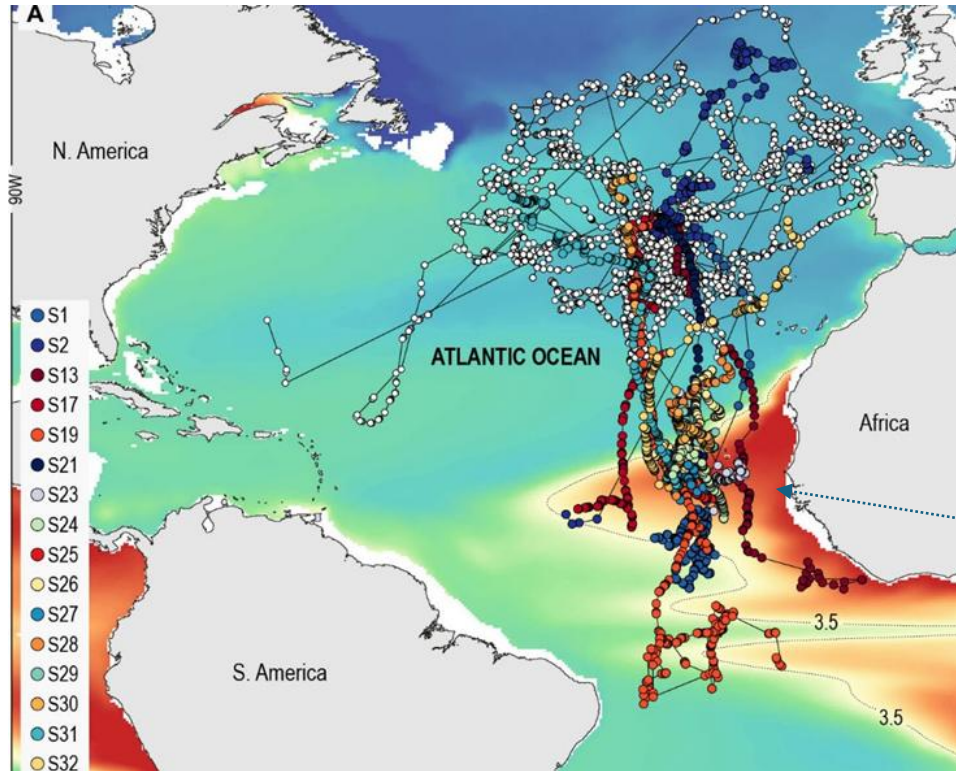 A
N. America
90W
ATLANTIC OCEAN
Africa
S. America
3.5
3.5
S1
S2
S13
S17
S19
S21
S23
S24
S25
S26
S27
S28
S29
S30
S31
S32